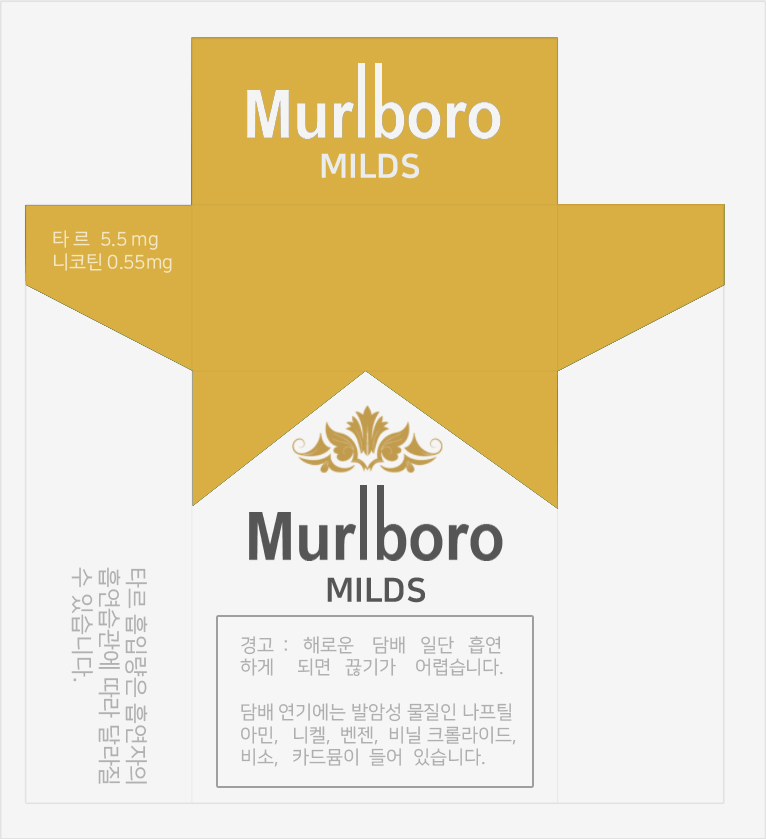 Murlboro
MILDS
타르 5.5mg
니코틴 0.55mg
Murlboro
MILDS
경고 : 해로운 담배 일단 흡연
하게 되면 끊기가 어렵습니다.
담배 연기에는 발암성 물질인 나프틸
아민, 니켈, 벤젠, 비닐 크롤라이드,
비소, 카드뮴이 들어 있습니다.
타르 흡입량은 흡연자의
흡연습관에 따라 달라질
수 있습니다.